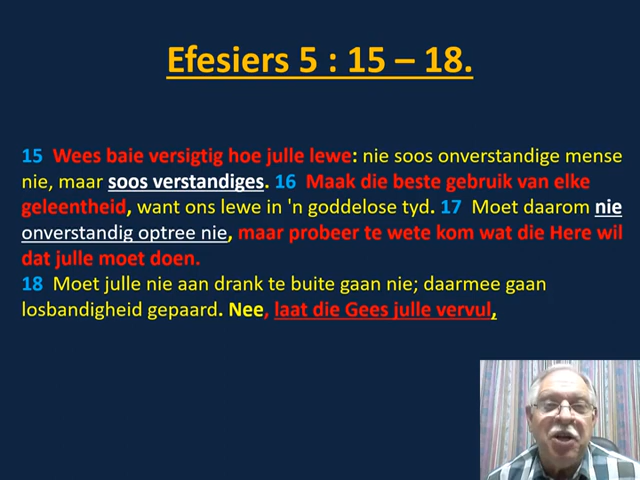 Efesiers 5 : 15 – 18.
15 Wees baie versigtig hoe julle lewe: nie soos onverstandige mense
nie, maar soos verstandiges. 16 Maak die beste gebruik van elke
geleentheid, want ons lewe in 'n goddelose tyd. 17 Moet daarom nie
onverstandig optree nie, maar probeer te wete kom wat die Here wil
dat julle moet doen.
18 Moet julle nie aan drank te buite gaan nie; daarmee gaan
losbandigheid gepaard. Nee, laat die Gees julle vervul,